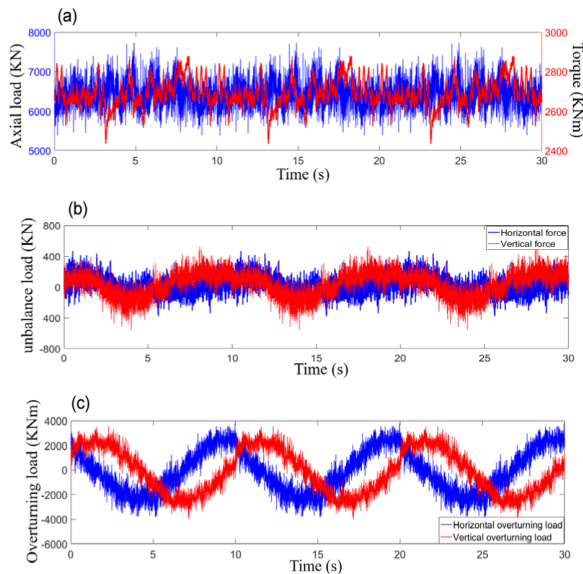 (a)
8000
7000
6000
5000
Axial load (KN)
3000
2800
2600
2400
Torque (KNm)
0 5 10 15 20 25 30
Time (s)
(b)
800
400
0
400
-800
unbalance load (KN)
Horizontal force
Vertical force
0 5 10 15 20 25 30
Time (s)
(c)
4000
2000
0
-2000
-4000
-6000
Overturning load (KNm)
Horizontal overturning load
Vertical overturning load
0 5 10 15 20 25 30
Time (s)